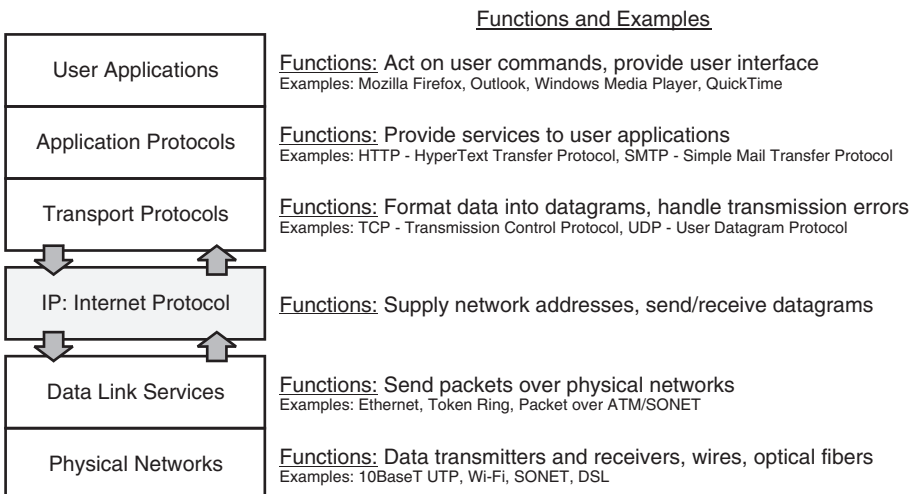 Functions and Examples
User Applications
Functions: Act on user commands, provide user interface
Examples: Mozilla Firefox, Outlook, Windows Media Player, QuickTime
Application Protocols
Functions: Provide services to user applications
Examples: HTTP - HyperText Transfer Protocol, SMTP - Simple Mail Transfer Protocol
Transport Protocols
Functions: Format data into datagrams, handle transmission errors
Examples: TCP - Transmission Control Protocol, UDP - User Datagram Protocol
IP: Internet Protocol
Functions: Supply network addresses, send/receive datagrams
Data Link Services
Functions: Send packets over physical networks
Examples: Ethernet, Token Ring, Packet over ATM/SONET
Physical Networks
Functions: Data transmitters and receivers, wires, optical fibers
Examples: 10BaseT UTP, Wi-Fi, SONET, DSL